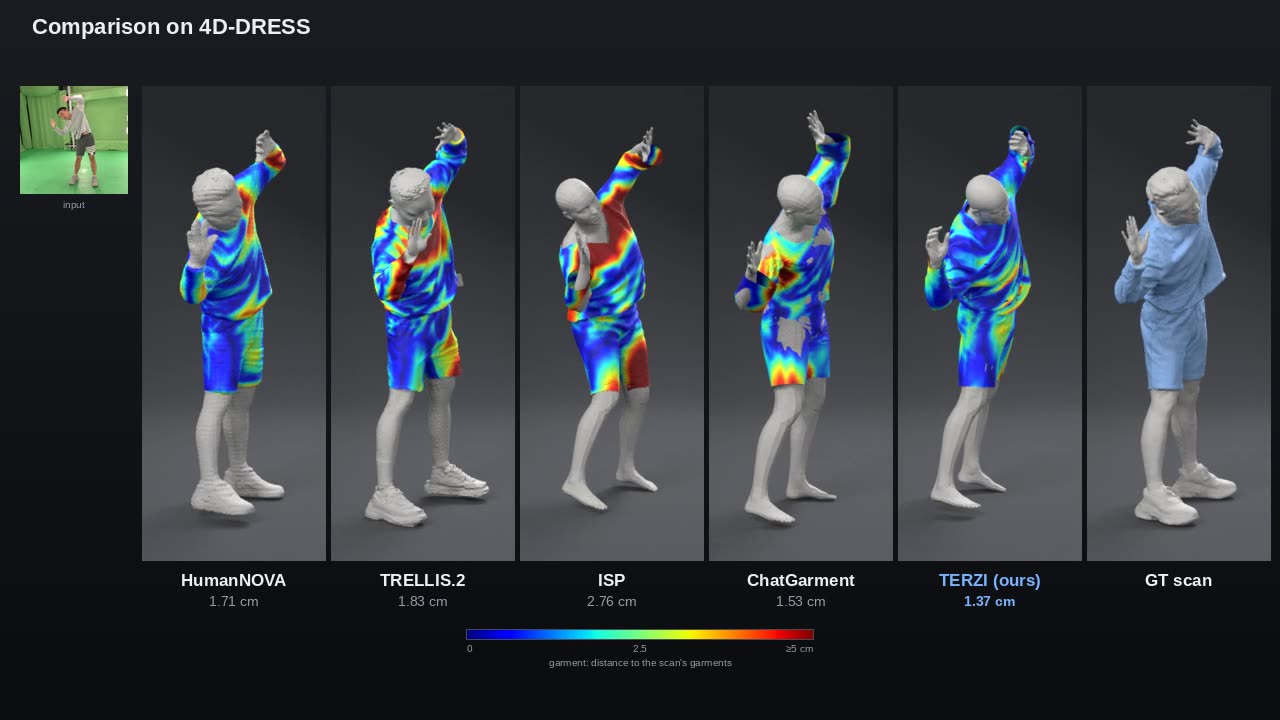 Comparison on 4D-DRESS
input
HumanNOVA
1.71 cm
TRELLIS.2
1.83 cm
ISP
2.76 cm
ChatGarment
1.53 cm
TERZI (ours)
1.37 cm
GT scan
0
2.5
≥5 cm
garment: distance to the scan's garments